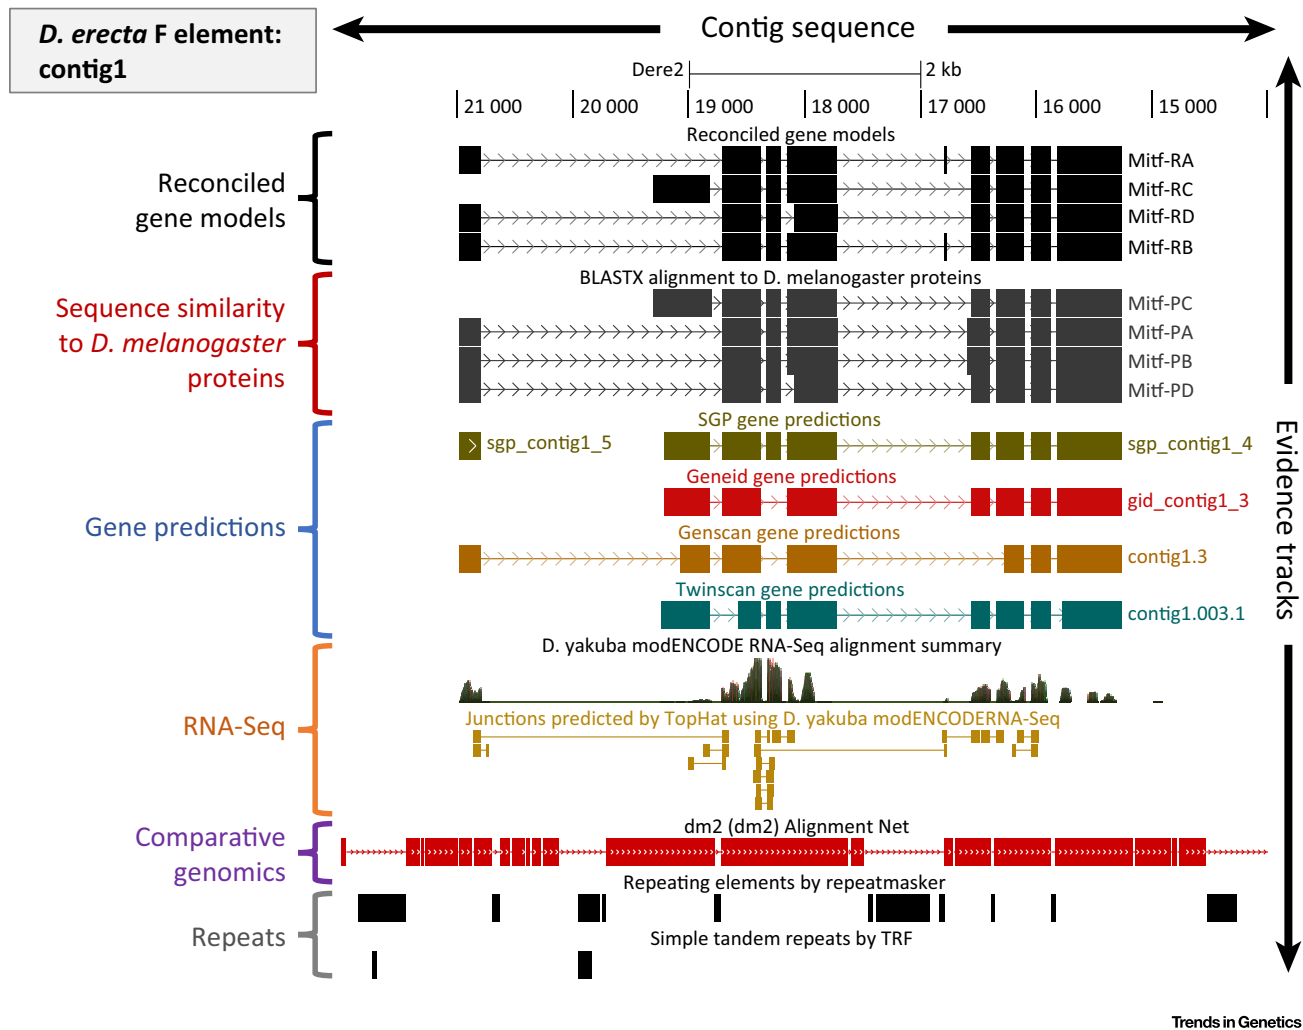 D. erecta F element:
contig1
Contig sequence
Dere2
2 kb
21 000
20 000
19 000
18 000
17 000
16 000
15 000
Reconciled gene models
Reconciled
gene models
Mitf-RA
Mitf-RC
Mitf-RD
Mitf-RB
BLASTX alignment to D. melanogaster proteins
Sequence similarity
to D. melanogaster
proteins
Mitf-PC
Mitf-PA
Mitf-PB
Mitf-PD
SGP gene predictions
sgp_contig1_5
sgp_contig1_4
Geneid gene predictions
gid_contig1_3
Gene predictions
Genscan gene predictions
contig1.3
Twinscan gene predictions
contig1.003.1
Evidence tracks
D. yakuba modENCODE RNA-Seq alignment summary
RNA-Seq
Junctions predicted by TopHat using D. yakuba modENCODERNA-Seq
Comparative
genomics
dm2 (dm2) Alignment Net
Repeating elements by repeatmasker
Repeats
Simple tandem repeats by TRF
Trends in Genetics